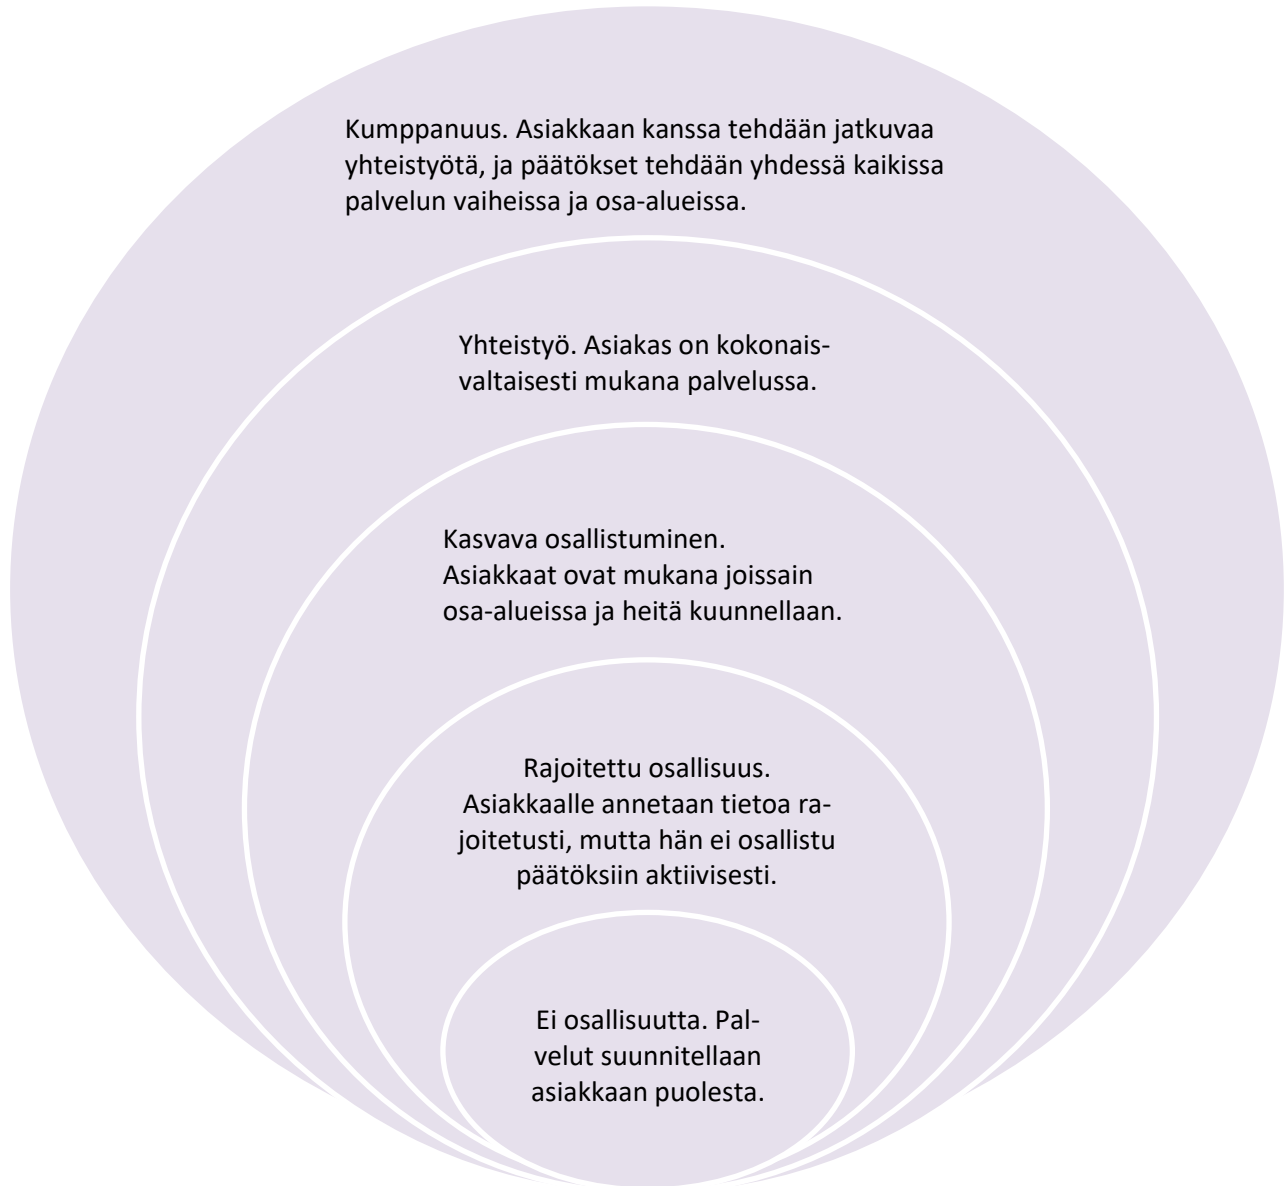 Kumppanuus. Asiakkaan kanssa tehdään jatkuvaa
yhteistyötä, ja päätökset tehdään yhdessä kaikissa
palvelun vaiheissa ja osa-alueissa.
Yhteistyö. Asiakas on kokonais-
valtaisesti mukana palvelussa.
Kasvava osallistuminen.
Asiakkaat ovat mukana joissain
osa-alueissa ja heitä kuunnellaan.
Rajoitettu osallisuus.
Asiakkaalle annetaan tietoa ra-
joitetusti, mutta hän ei osallistu
päätöksiin aktiivisesti.
Ei osallisuutta. Pal-
velut suunnitellaan
asiakkaan puolesta.